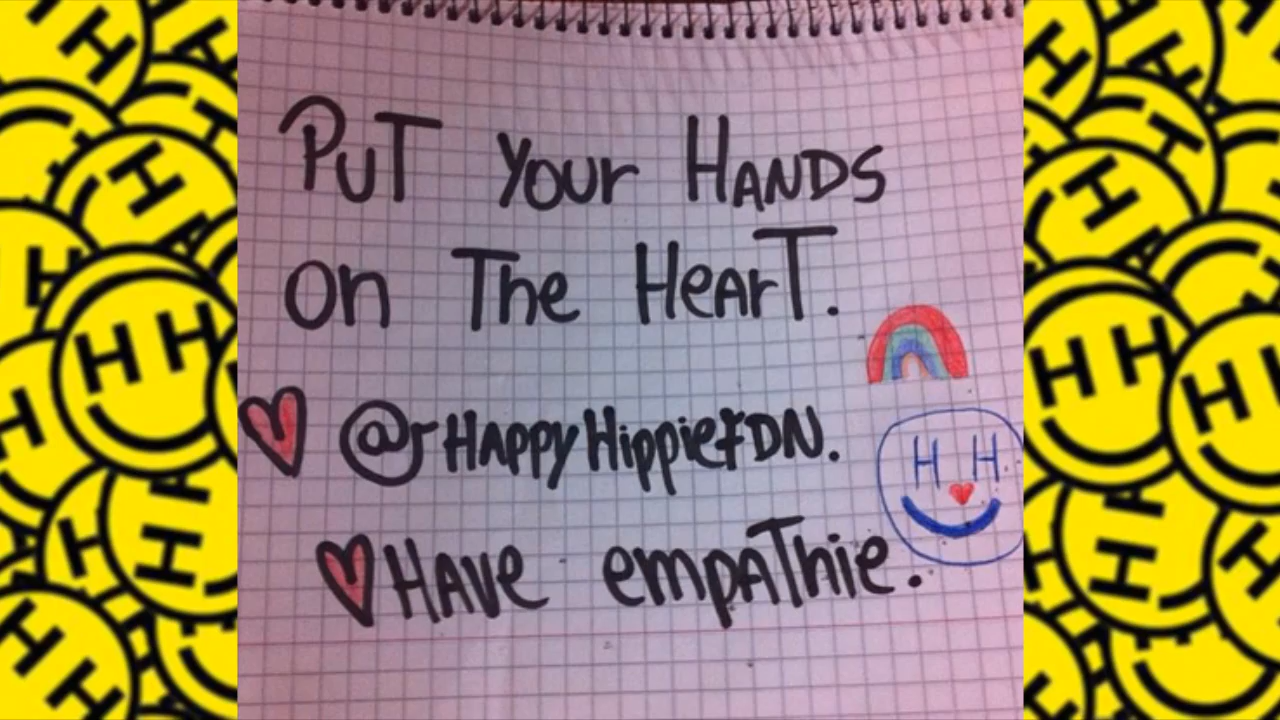 PUT YOUR HANDS
ON THE HEART.
@HAPPYHIPPIEFDN.
H H
HAVE EMPATHIE.